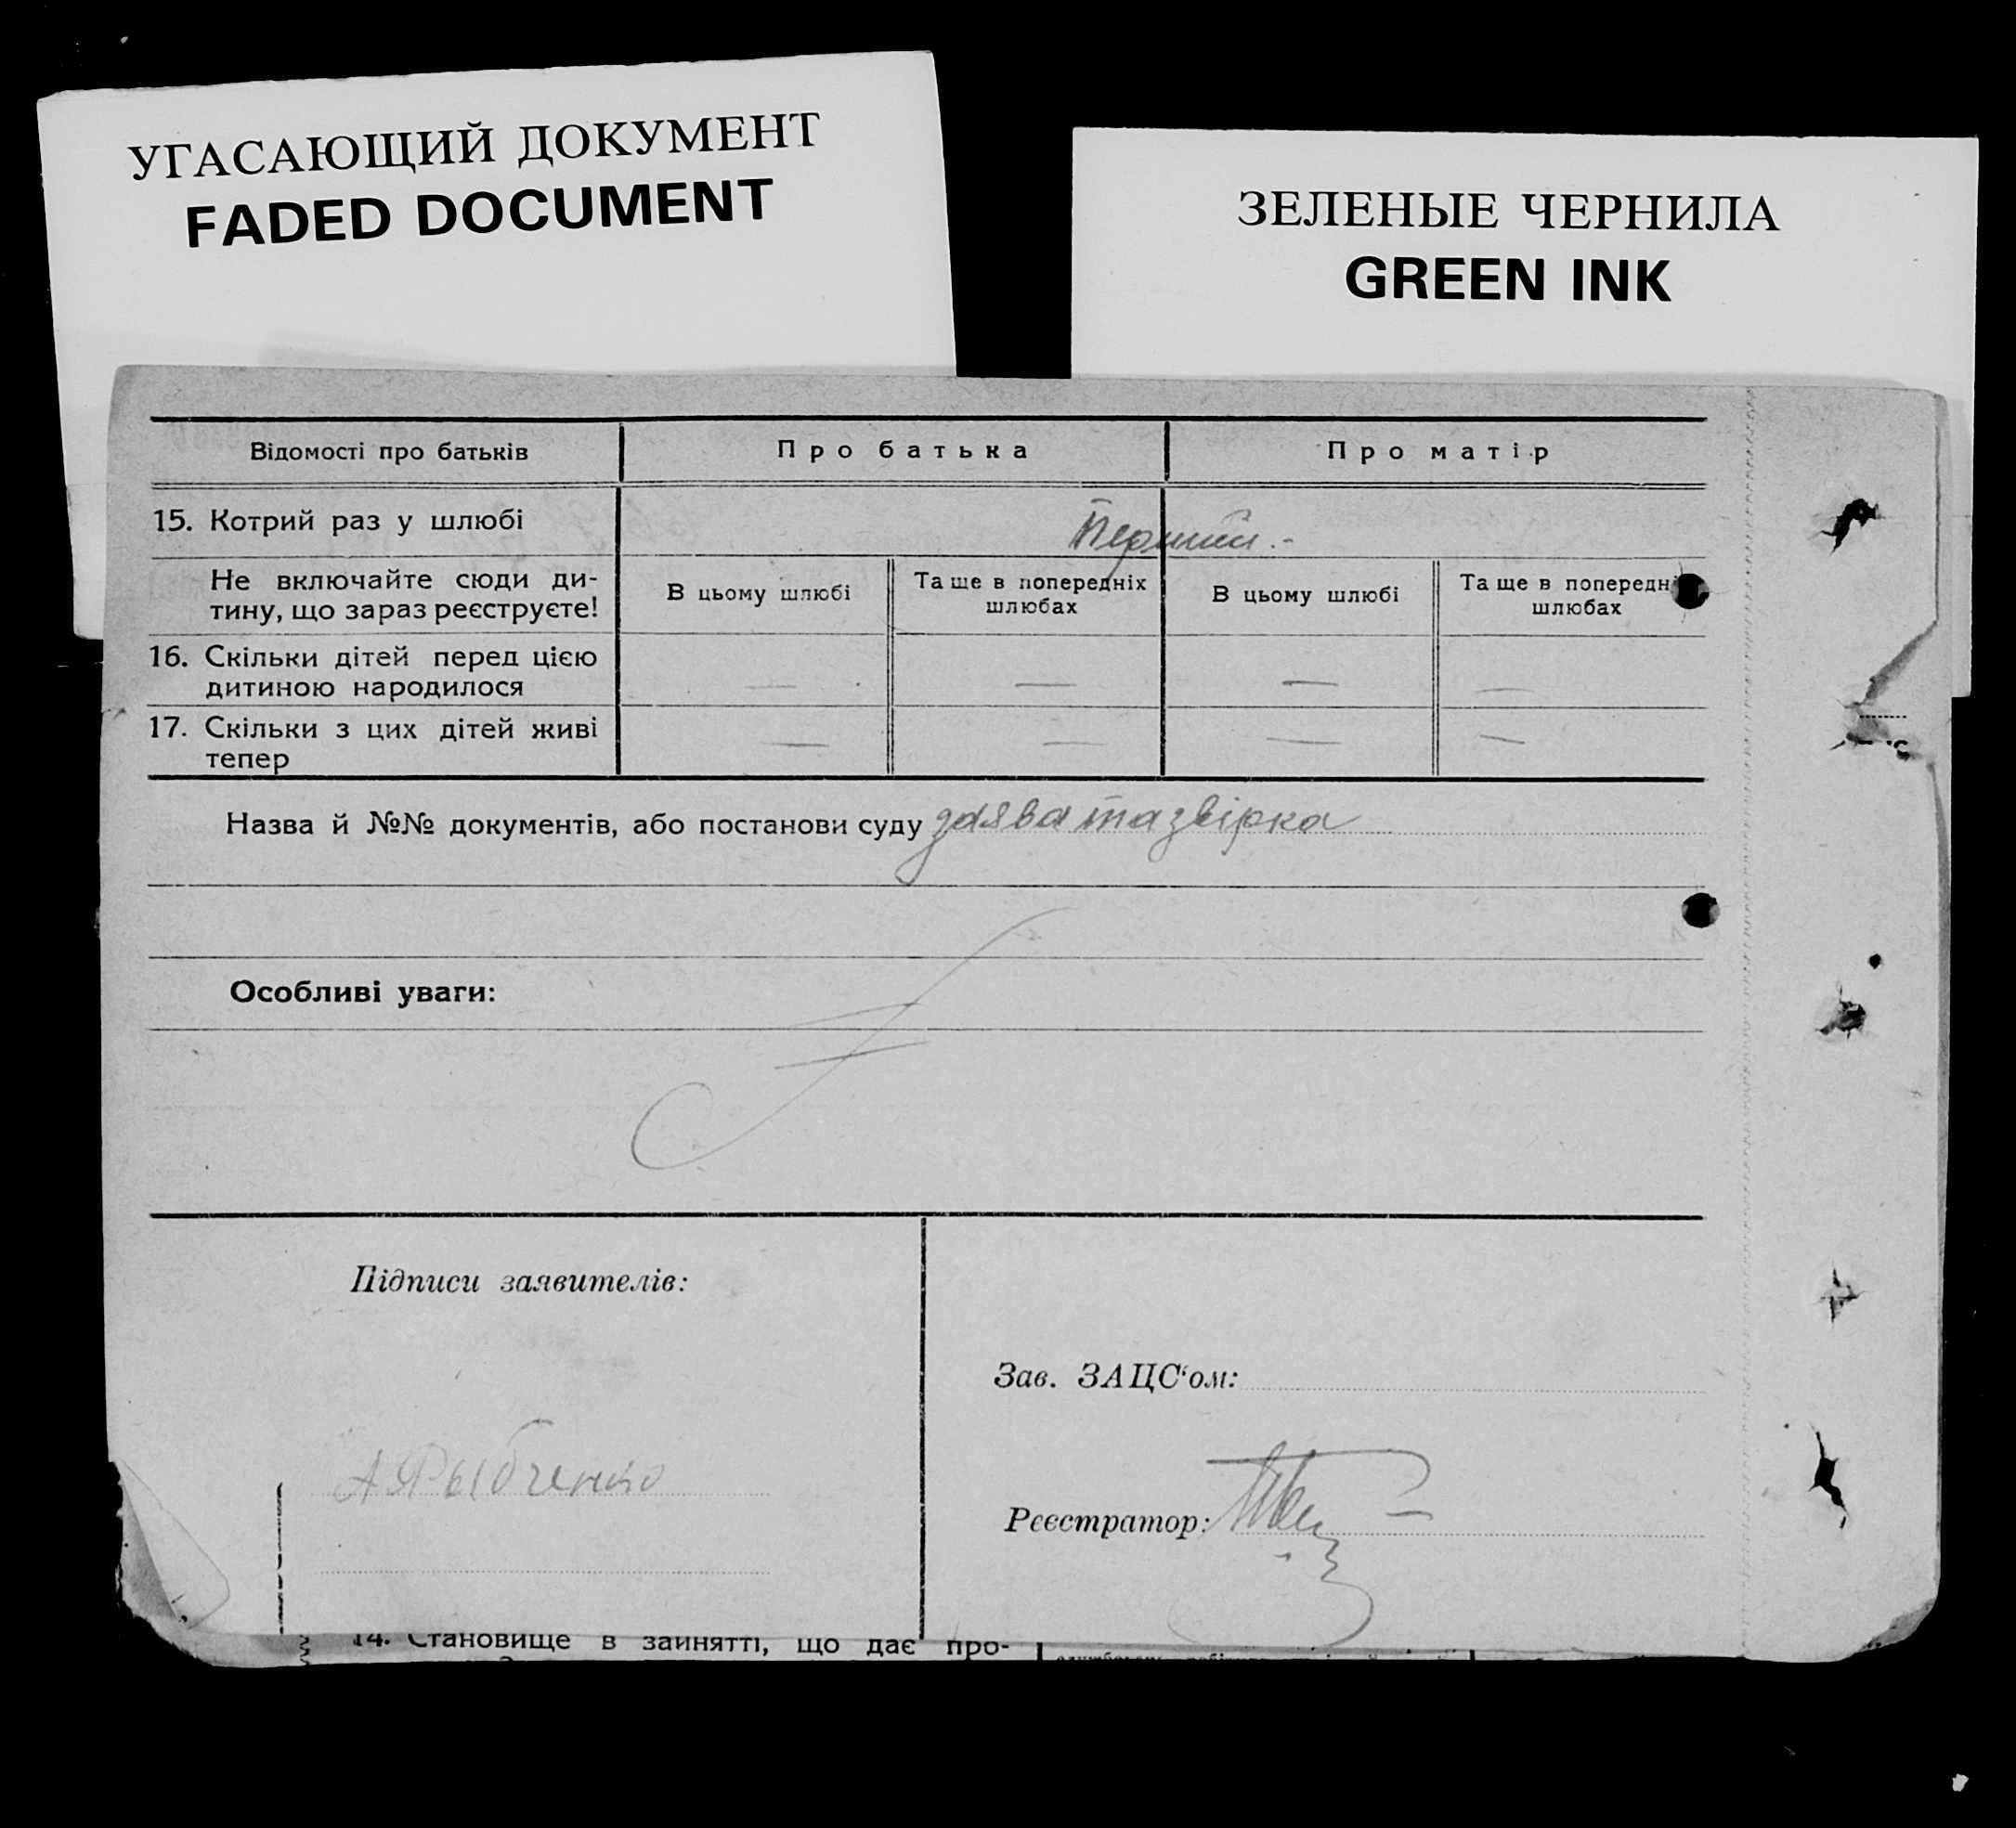 УГАСАЮЩИЙ ДОКУМЕНТ
FADED DOCUMENT
ЗЕЛЕНЫЕ ЧЕРНИЛА
GREEN INK
Відомості про батьків
Про батька
Про матір
15. Котрий раз у шлюбі
Перший.-
Не включайте сюди ди-
тину, що зараз реєструєте!
В цьому шлюбі
Та ще в попередніх
шлюбах
В цьому шлюбі
Та ще в попередн
шлюбах
16. Скільки дітей перед цією
дитиною народилося
— — — —
17. Скільки з цих дітей живі
тепер
— — — —
Назва й №№ документів, або постанови суду заява та звірка
Особливі уваги:
Підписи заявителів:
А Рыбченко
Зав. ЗАЦС‘ом:
Реєстратор:
14. Становище в занятті, що дає про-